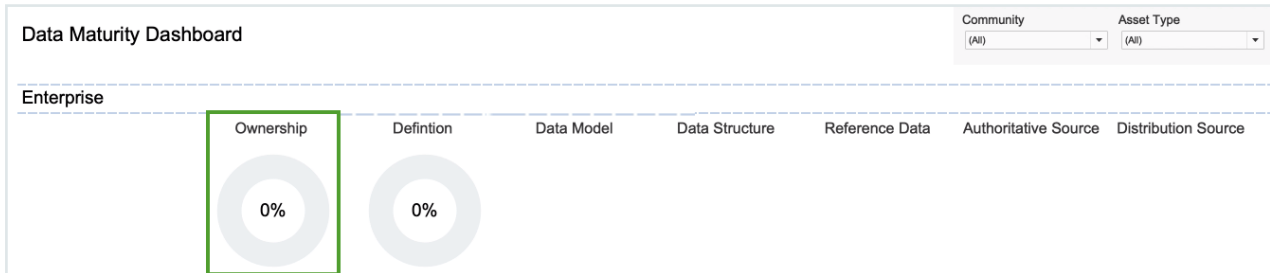 Data Maturity Dashboard
Community
Asset Type
(All)
(All)
Enterprise
Ownership
Defintion
Data Model
Data Structure
Reference Data
Authoritative Source
Distribution Source
0%
0%